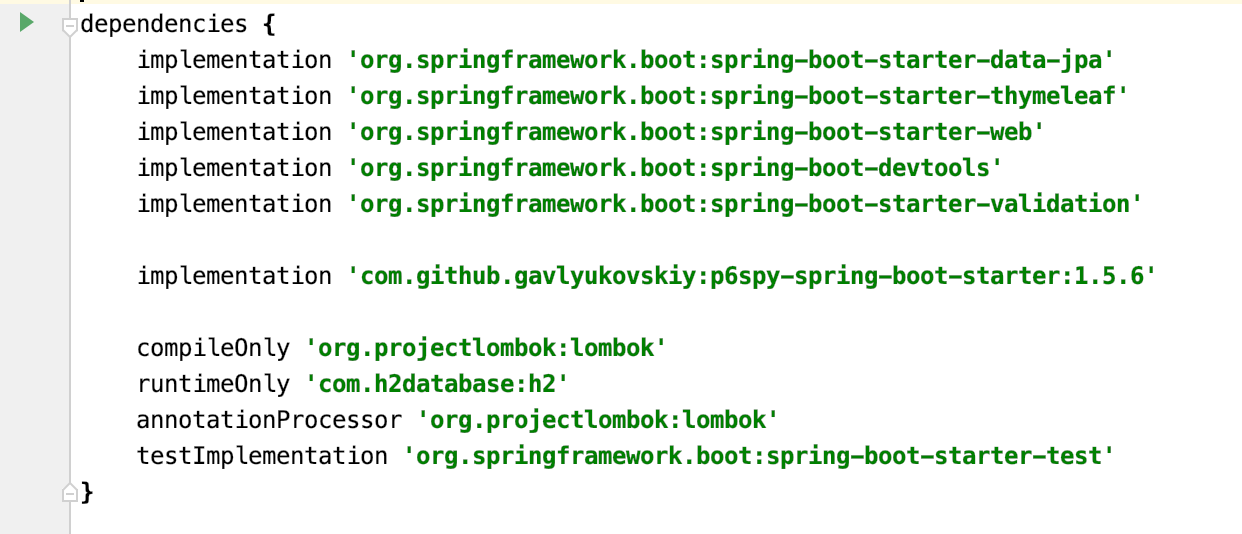 dependencies {
    implementation 'org.springframework.boot:spring-boot-starter-data-jpa'
    implementation 'org.springframework.boot:spring-boot-starter-thymeleaf'
    implementation 'org.springframework.boot:spring-boot-starter-web'
    implementation 'org.springframework.boot:spring-boot-devtools'
    implementation 'org.springframework.boot:spring-boot-starter-validation'

    implementation 'com.github.gavlyukovskiy:p6spy-spring-boot-starter:1.5.6'

    compileOnly 'org.projectlombok:lombok'
    runtimeOnly 'com.h2database:h2'
    annotationProcessor 'org.projectlombok:lombok'
    testImplementation 'org.springframework.boot:spring-boot-starter-test'
}